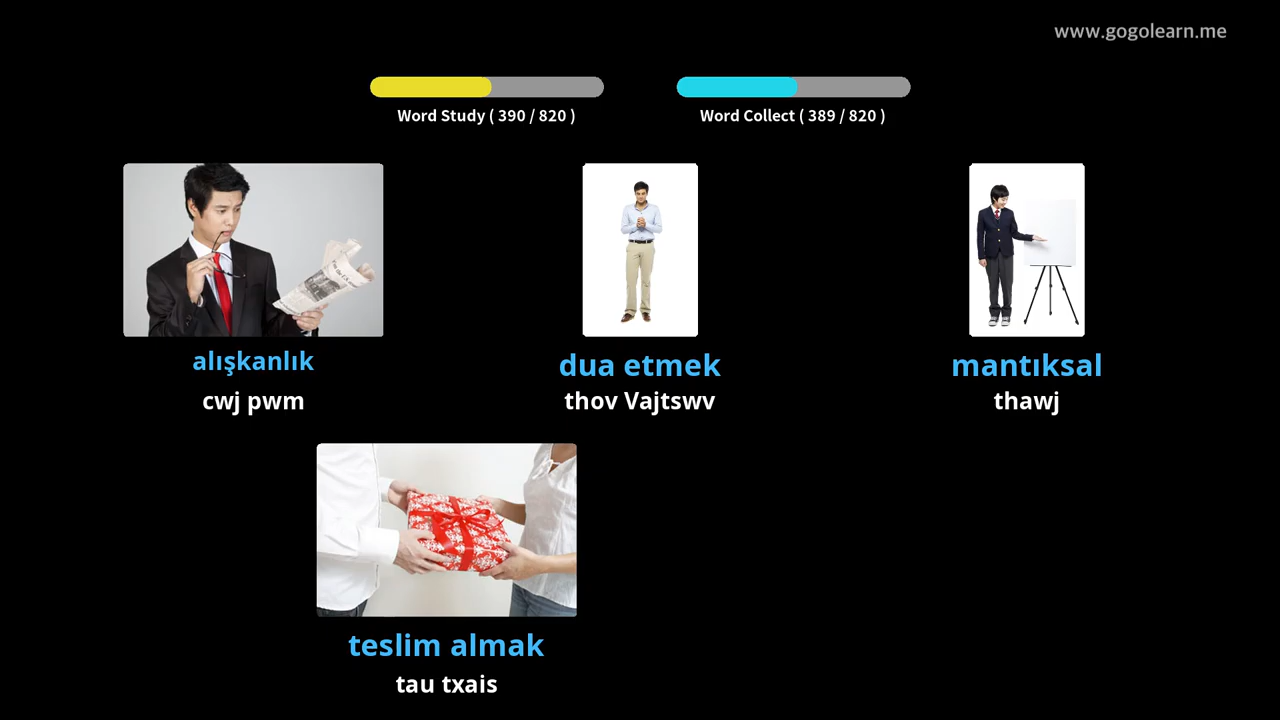 www.gogolearn.me
Word Study ( 390 / 820 )
Word Collect ( 389 / 820 )
alışkanlık
cwj pwm
dua etmek
thov Vajtswv
mantıksal
thawj
teslim almak
tau txais